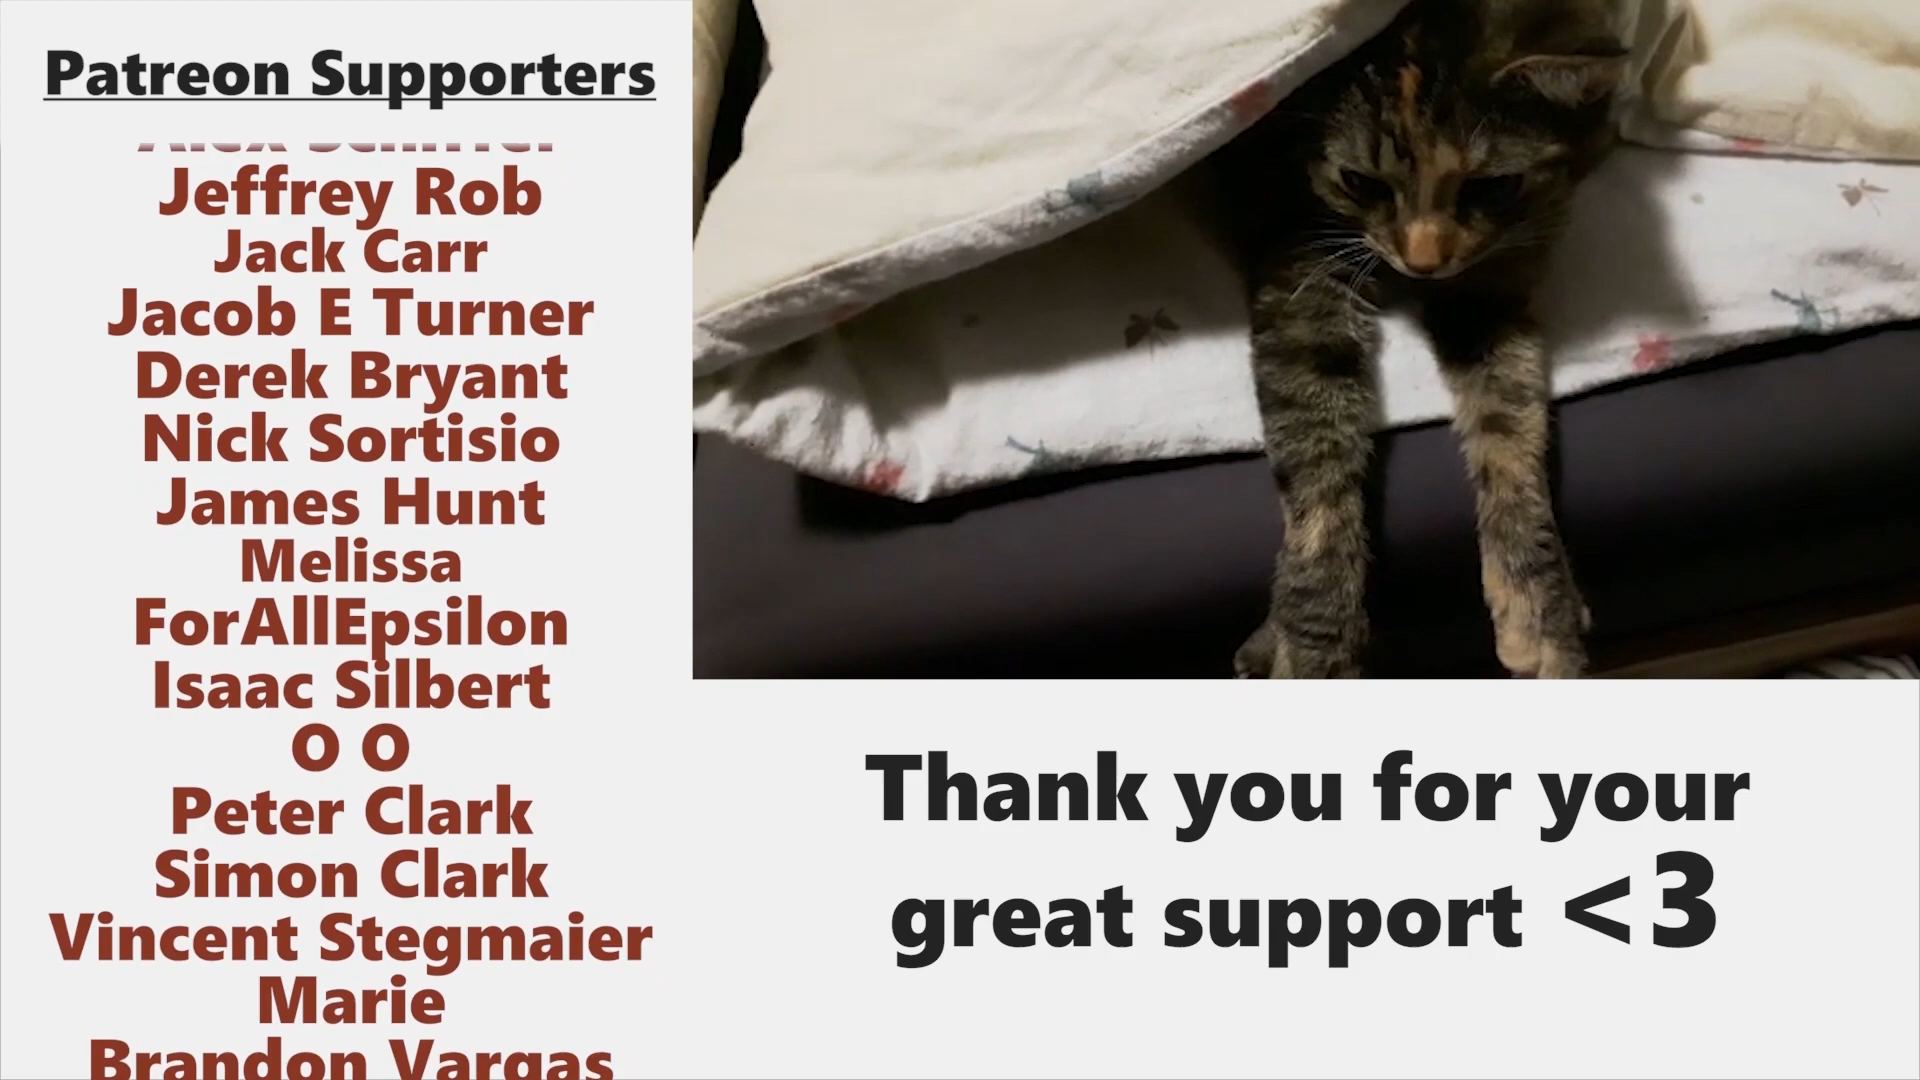 Patreon Supporters
Jeffrey Rob
Jack Carr
Jacob E Turner
Derek Bryant
Nick Sortisio
James Hunt
Melissa
ForAllEpsilon
Isaac Silbert
O O
Peter Clark
Simon Clark
Vincent Stegmaier
Marie
Brandon Vargas
Thank you for your
great support <3